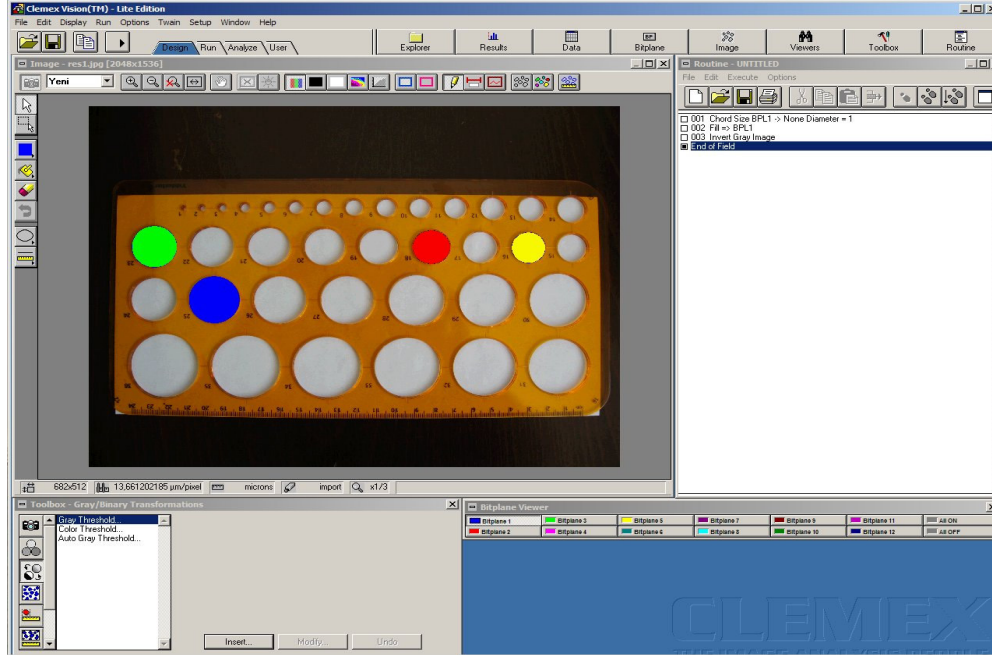 Clemex Vision(TM) - Lite Edition
File Edit Display Run Options Twain Setup Window Help
Design Run Analyze User Explorer Results Data Bitplane Image Viewers Toolbox Routine
Image - res1.jpg [2048x1536]
Yeni
682x512 13,661202185 µm/pixel microns import x1/3
Routine - UNTITLED
File Edit Execute Options
001 Chord Size BPL1 -> None Diameter = 1
002 Fill => BPL1
003 Invert Gray Image
End of Field
Toolbox - Gray/Binary Transformations
Gray Threshold...
Color Threshold...
Auto Gray Threshold...
Insert... Modify... Undo
Bitplane Viewer
Bitplane 1 Bitplane 3 Bitplane 5 Bitplane 7 Bitplane 9 Bitplane 11 All ON
Bitplane 2 Bitplane 4 Bitplane 6 Bitplane 8 Bitplane 10 Bitplane 12 All OFF
CLEMEX